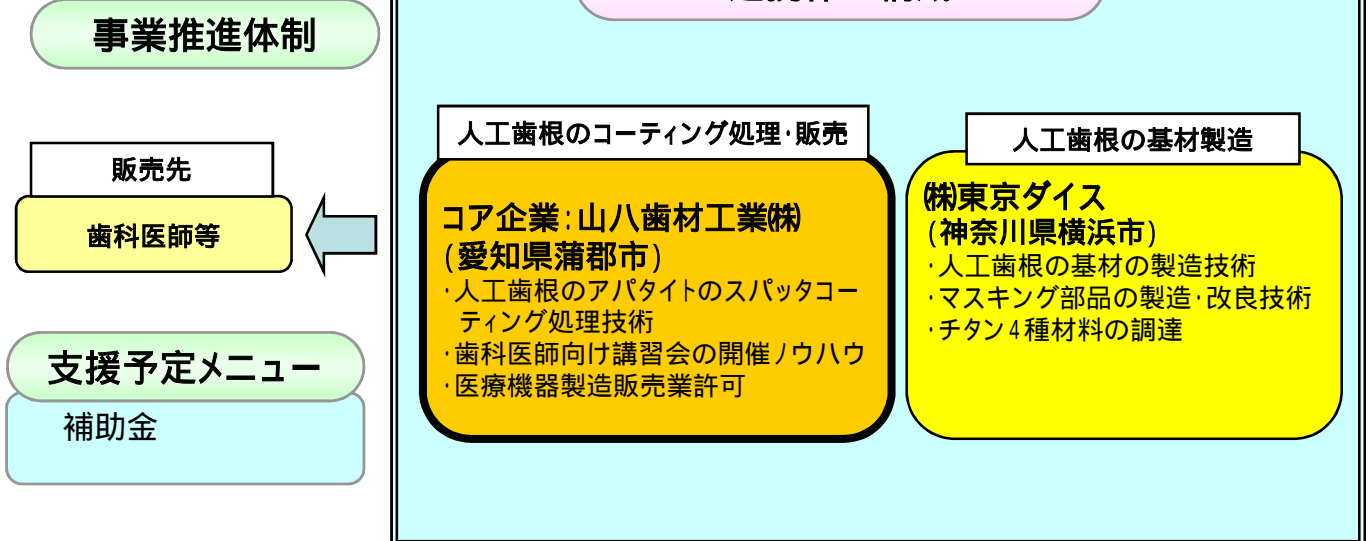 事業推進体制
販売先
歯科医師等
支援予定メニュー
補助金
人工歯根のコーティング処理・販売
コア企業:山八歯材工業㈱
(愛知県蒲郡市)
・人工歯根のアパタイトのスパッタコー
ティング処理技術
・歯科医師向け講習会の開催ノウハウ
・医療機器製造販売業許可
人工歯根の基材製造
㈱東京ダイス
(神奈川県横浜市)
・人工歯根の基材の製造技術
・マスキング部品の製造・改良技術
・チタン4種材料の調達